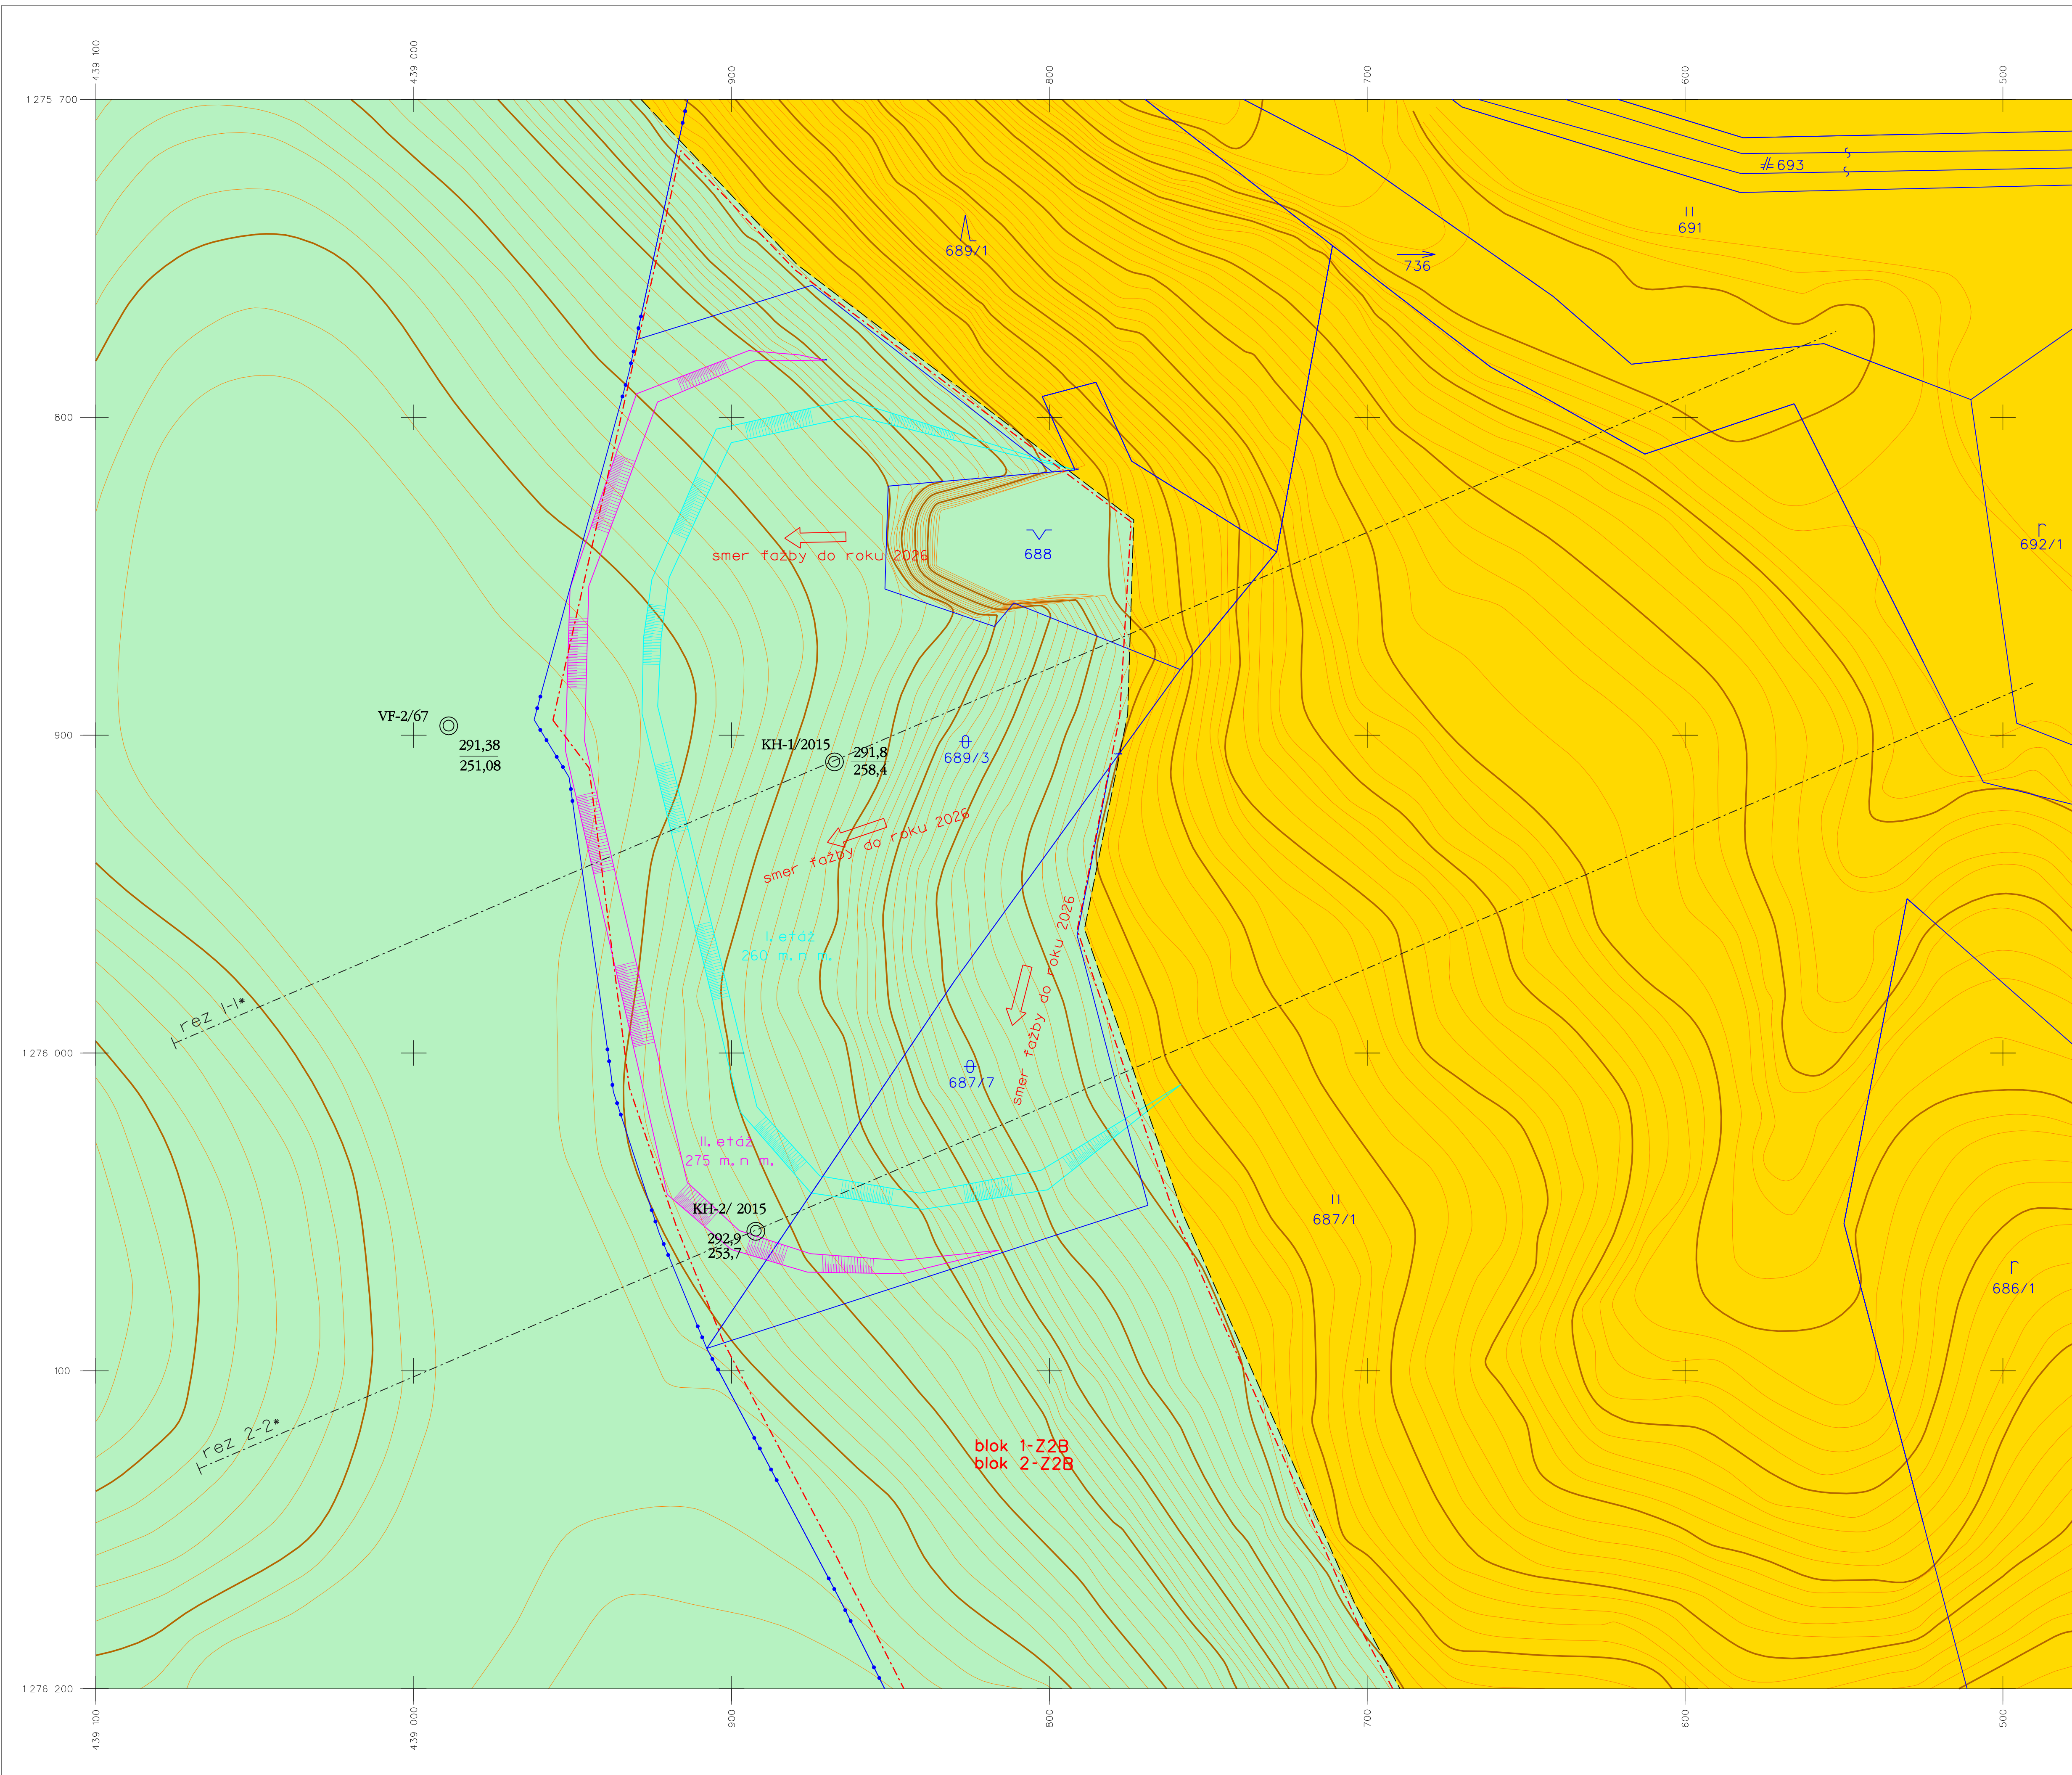 439 100
439 000
900
800
700
600
500
1 275 700
693
691
689/1
736
800
smer ťažby do roku 2026
688
692/1
VF-2/67
900
291,38
251,08
KH-1/2015
291,8
258,4
689/3
smer ťažby do roku 2026
I. etáž
260 m. n m.
smer ťažby do roku 2026
rez 1-1*
1 276 000
687/7
II. etáž
275 m. n m.
KH-2/ 2015
292,9
253,7
687/1
686/1
100
rez 2-2*
blok 1-Z2B
blok 2-Z2B
1 276 200
439 100
439 000
900
800
700
600
500